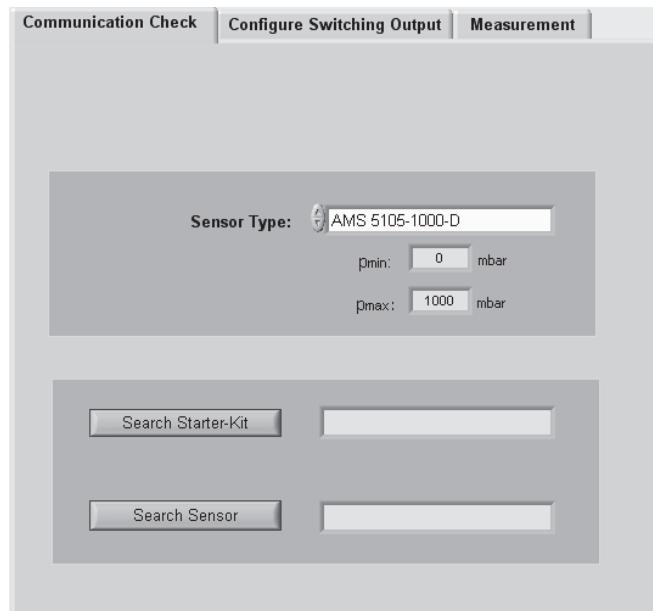 Communication Check Configure Switching Output Measurement
Sensor Type: AMS 5105-1000-D
pmin: 0 mbar
pmax: 1000 mbar
Search Starter-Kit
Search Sensor